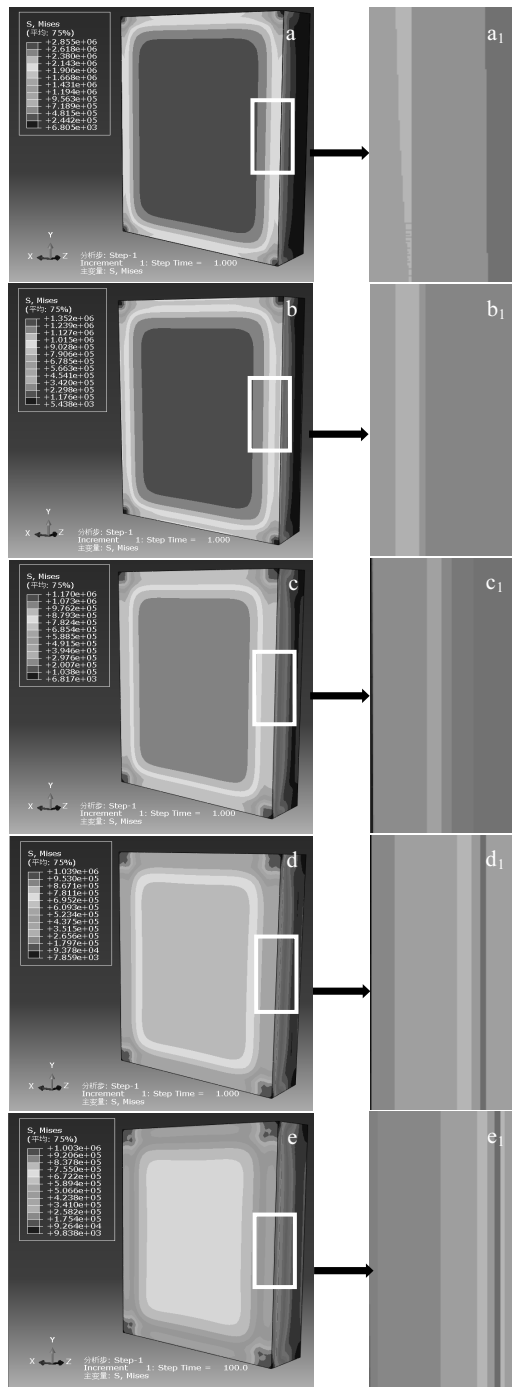 S, Mises
(平均: 75%)
+2.855e+06
+2.618e+06
+2.380e+06
+2.143e+06
+1.906e+06
+1.668e+06
+1.431e+06
+1.194e+06
+9.563e+05
+7.189e+05
+4.815e+05
+2.442e+05
+6.805e+03
a
a1
Y
X Z
分析步: Step-1
Increment 1: Step Time = 1.000
主变量: S, Mises
S, Mises
(平均: 75%)
+1.352e+06
+1.239e+06
+1.127e+06
+1.015e+06
+9.028e+05
+7.906e+05
+6.785e+05
+5.663e+05
+4.541e+05
+3.420e+05
+2.298e+05
+1.176e+05
+5.438e+03
b
b1
Y
X Z
分析步: Step-1
Increment 1: Step Time = 1.000
主变量: S, Mises
S, Mises
(平均: 75%)
+1.170e+06
+1.073e+06
+9.762e+05
+8.793e+05
+7.824e+05
+6.854e+05
+5.885e+05
+4.915e+05
+3.946e+05
+2.976e+05
+2.007e+05
+1.038e+05
+6.817e+03
c
c1
Y
X Z
分析步: Step-1
Increment 1: Step Time = 1.000
主变量: S, Mises
S, Mises
(平均: 75%)
+1.039e+06
+9.530e+05
+8.671e+05
+7.811e+05
+6.952e+05
+6.093e+05
+5.234e+05
+4.375e+05
+3.515e+05
+2.656e+05
+1.797e+05
+9.378e+04
+7.859e+03
d
d1
Y
X Z
分析步: Step-1
Increment 1: Step Time = 1.000
主变量: S, Mises
S, Mises
(平均: 75%)
+1.003e+06
+9.206e+05
+8.378e+05
+7.550e+05
+6.722e+05
+5.894e+05
+5.066e+05
+4.238e+05
+3.410e+05
+2.582e+05
+1.754e+05
+9.264e+04
+9.838e+03
e
e1
Y
X Z
分析步: Step-1
Increment 1: Step Time = 100.0
主变量: S, Mises